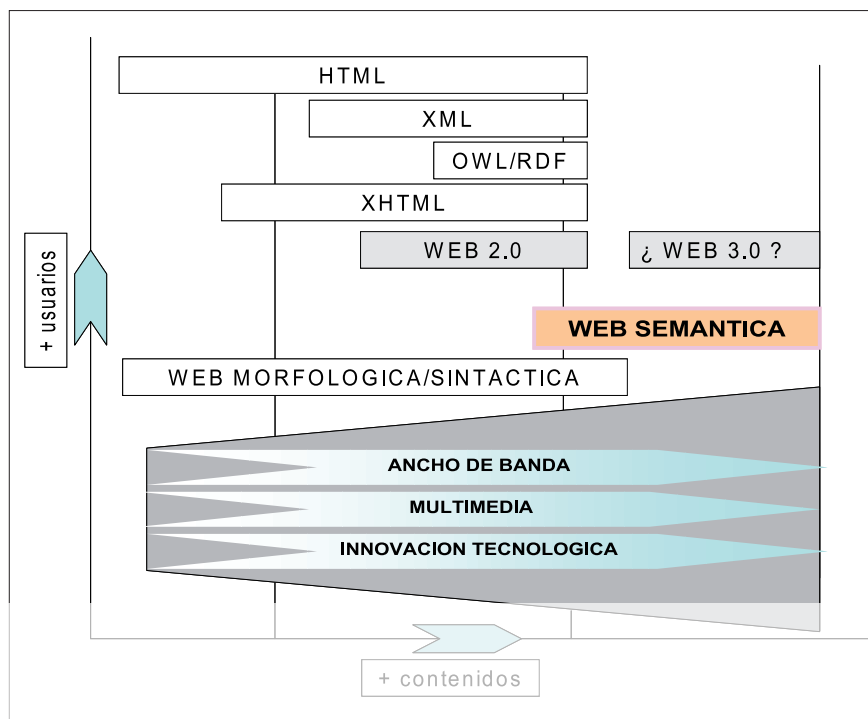 HTML
XML
OWL/RDF
XHTML
WEB 2.0
¿ WEB 3.0 ?
+ usuarios
WEB SEMANTICA
WEB MORFOLOGICA/SINTACTICA
ANCHO DE BANDA
MULTIMEDIA
INNOVACION TECNOLOGICA
+ contenidos